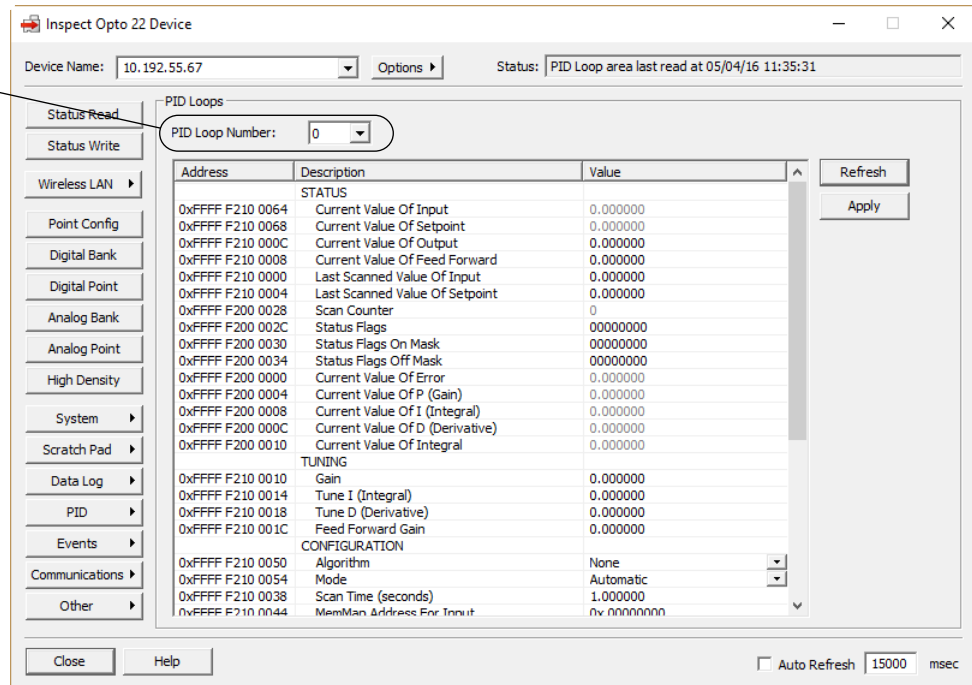 Inspect Opto 22 Device
Device Name: 10.192.55.67 Options Status: PID Loop area last read at 05/04/16 11:35:31
Status Read
Status Write
Wireless LAN
Point Config
Digital Bank
Digital Point
Analog Bank
Analog Point
High Density
System
Scratch Pad
Data Log
PID
Events
Communications
Other
PID Loops
PID Loop Number: 0
Address Description Value
STATUS
0xFFFF F210 0064 Current Value Of Input 0.000000
0xFFFF F210 0068 Current Value Of Setpoint 0.000000
0xFFFF F210 000C Current Value Of Output 0.000000
0xFFFF F210 0008 Current Value Of Feed Forward 0.000000
0xFFFF F210 0000 Last Scanned Value Of Input 0.000000
0xFFFF F210 0004 Last Scanned Value Of Setpoint 0.000000
0xFFFF F200 0028 Scan Counter 0
0xFFFF F200 002C Status Flags 00000000
0xFFFF F200 0030 Status Flags On Mask 00000000
0xFFFF F200 0034 Status Flags Off Mask 00000000
0xFFFF F200 0000 Current Value Of Error 0.000000
0xFFFF F200 0004 Current Value Of P (Gain) 0.000000
0xFFFF F200 0008 Current Value Of I (Integral) 0.000000
0xFFFF F200 000C Current Value Of D (Derivative) 0.000000
0xFFFF F200 0010 Current Value Of Integral 0.000000
TUNING
0xFFFF F210 0010 Gain 0.000000
0xFFFF F210 0014 Tune I (Integral) 0.000000
0xFFFF F210 0018 Tune D (Derivative) 0.000000
0xFFFF F210 001C Feed Forward Gain 0.000000
CONFIGURATION
0xFFFF F210 0050 Algorithm None
0xFFFF F210 0054 Mode Automatic
0xFFFF F210 0038 Scan Time (seconds) 1.000000
0xFFFF F210 0044 MemMap Address For Input 0x 00000000
Refresh
Apply
Close Help Auto Refresh 15000 msec